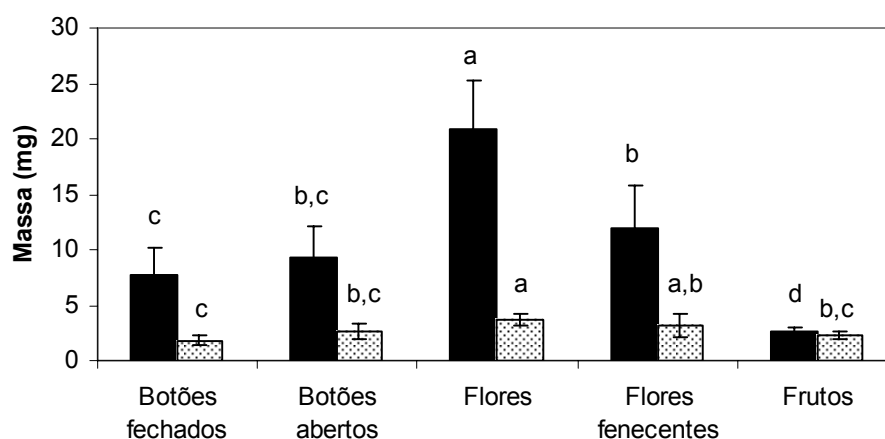 30
25
20
15
10
5
0
Massa (mg)
c
c
b,c
b,c
a
a
b
a,b
d
b,c
Botões
fechados
Botões
abertos
Flores
Flores
fenecentes
Frutos